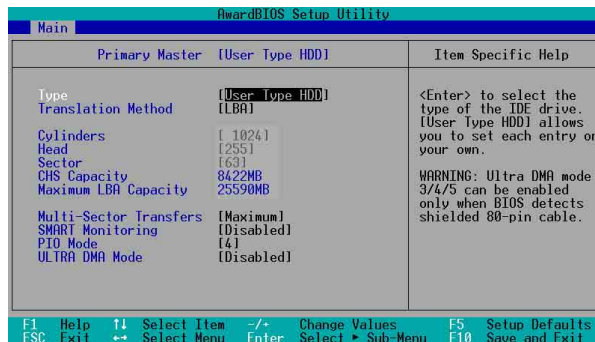 AwardBIOS Setup Utility
Main
Primary Master [User Type HDD]
Item Specific Help
Type [User Type HDD]
Translation Method [LBA]
Cylinders [ 1024]
Head [255]
Sector [63]
CHS Capacity 8422MB
Maximum LBA Capacity 25590MB
Multi-Sector Transfers [Maximum]
SMART Monitoring [Disabled]
PIO Mode [4]
ULTRA DMA Mode [Disabled]
<Enter> to select the
type of the IDE drive.
[User Type HDD] allows
you to set each entry on
your own.
WARNING: Ultra DMA mode
3/4/5 can be enabled
only when BIOS detects
shielded 80-pin cable.
F1 Help ↑↓ Select Item -/+ Change Values F5 Setup Defaults
ESC Exit ←→ Select Menu Enter Select ► Sub-Menu F10 Save and Exit